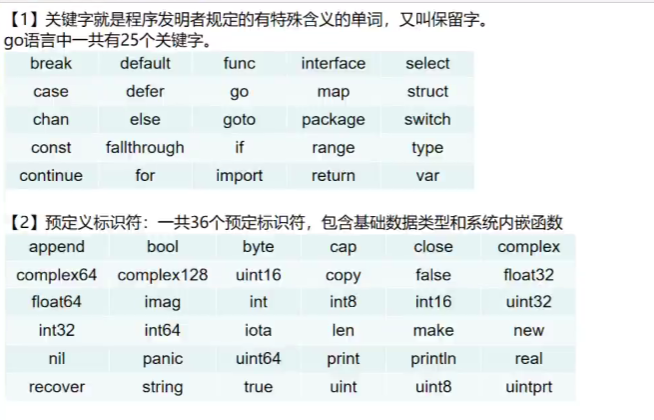 【1】关键字就是程序发明者规定的有特殊含义的单词，又叫保留字。
go语言中一共有25个关键字。
break default func interface select
case defer go map struct
chan else goto package switch
const fallthrough if range type
continue for import return var
【2】预定义标识符：一共36个预定标识符，包含基础数据类型和系统内嵌函数
append bool byte cap close complex
complex64 complex128 uint16 copy false float32
float64 imag int int8 int16 uint32
int32 int64 iota len make new
nil panic uint64 print println real
recover string true uint uint8 uintprt